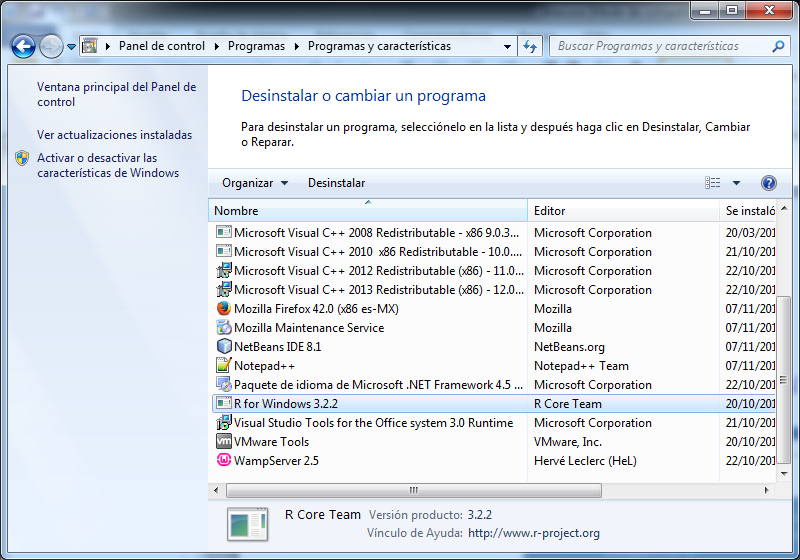 Panel de control Programas Programas y características Buscar Programas y características
Ventana principal del Panel de
control
Ver actualizaciones instaladas
Activar o desactivar las
características de Windows
Desinstalar o cambiar un programa
Para desinstalar un programa, selecciónelo en la lista y después haga clic en Desinstalar, Cambiar
o Reparar.
Organizar Desinstalar
Nombre Editor Se instaló
Microsoft Visual C++ 2008 Redistributable - x86 9.0.3... Microsoft Corporation 20/03/201
Microsoft Visual C++ 2010 x86 Redistributable - 10.0.... Microsoft Corporation 21/10/201
Microsoft Visual C++ 2012 Redistributable (x86) - 11.0... Microsoft Corporation 22/10/201
Microsoft Visual C++ 2013 Redistributable (x86) - 12.0... Microsoft Corporation 22/10/201
Mozilla Firefox 42.0 (x86 es-MX) Mozilla 07/11/201
Mozilla Maintenance Service Mozilla 07/11/201
NetBeans IDE 8.1 NetBeans.org 07/11/201
Notepad++ Notepad++ Team 07/11/201
Paquete de idioma de Microsoft .NET Framework 4.5 ... Microsoft Corporation 22/10/201
R for Windows 3.2.2 R Core Team 20/10/201
Visual Studio Tools for the Office system 3.0 Runtime Microsoft Corporation 21/10/201
vm VMware Tools VMware, Inc. 20/10/201
WampServer 2.5 Hervé Leclerc (HeL) 22/10/201
R Core Team Versión producto: 3.2.2
Vínculo de Ayuda: http://www.r-project.org